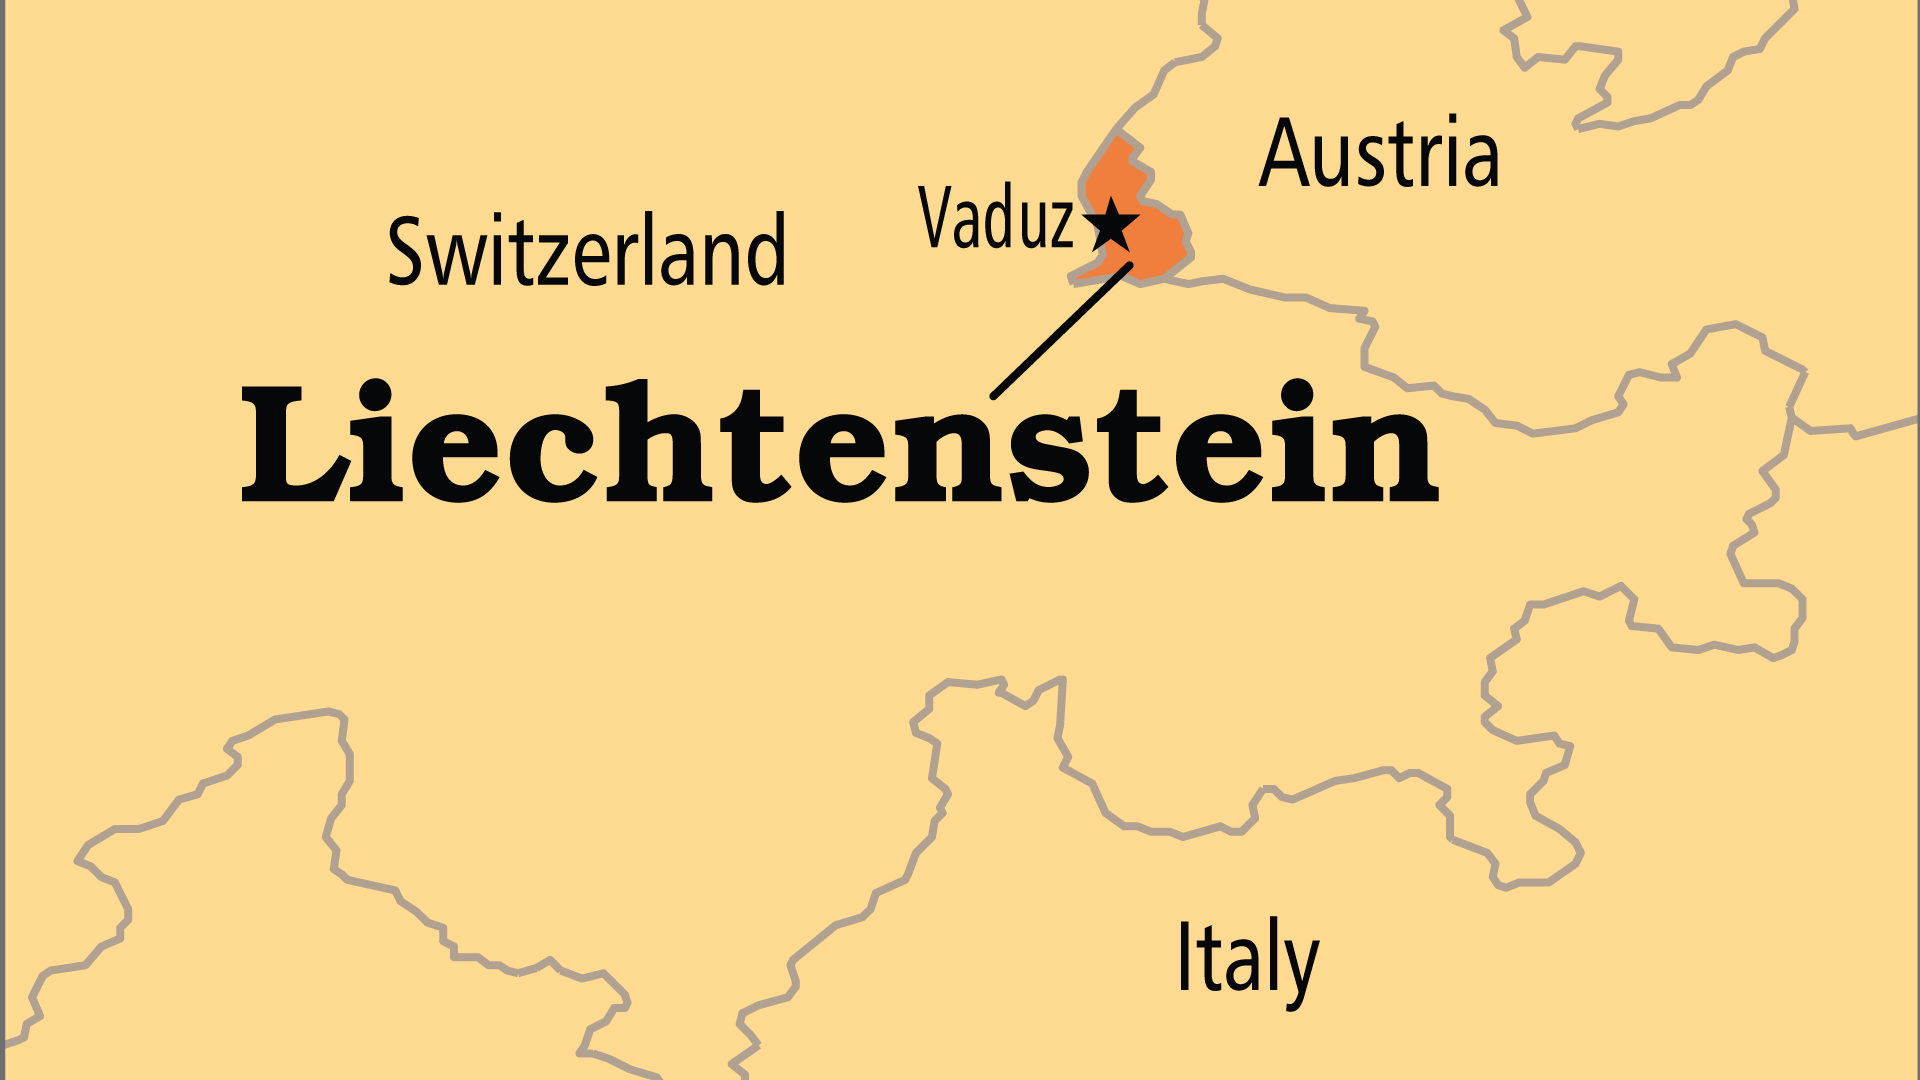 Austria
Vaduz
Switzerland
Liechtenstein
Italy